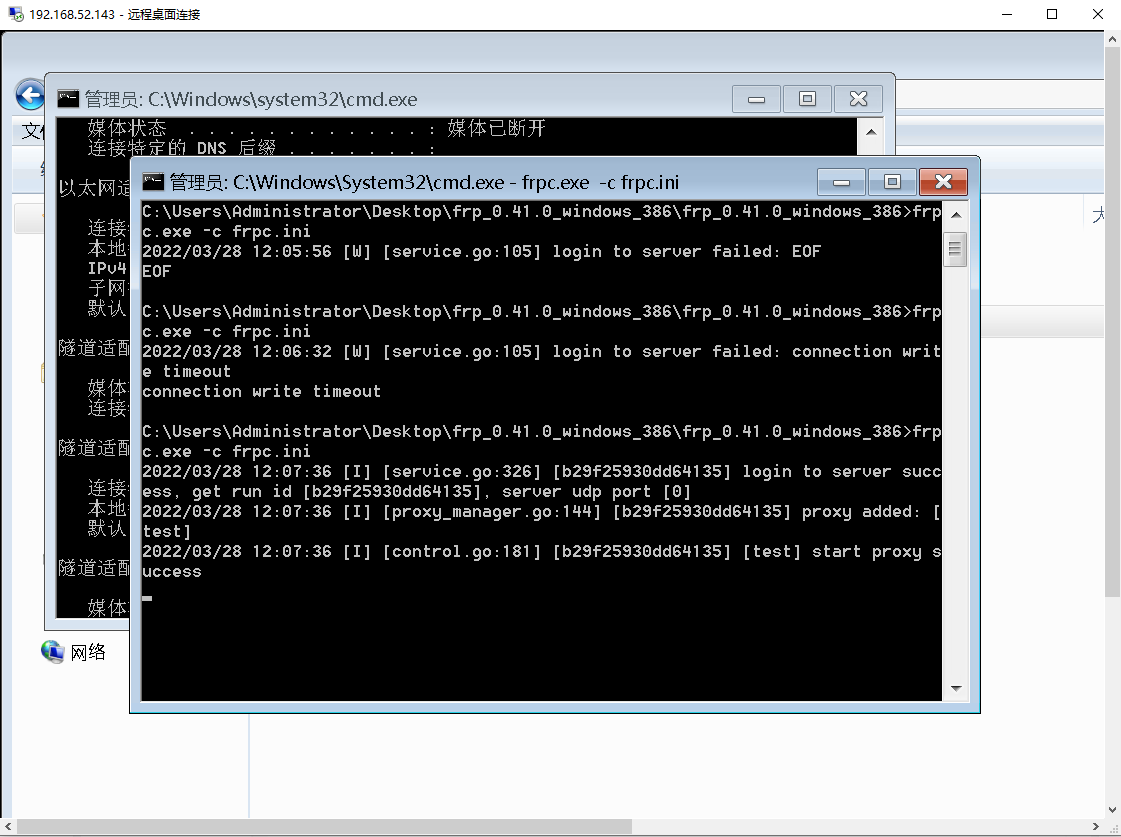 192.168.52.143 - 远程桌面连接
管理员: C:\Windows\system32\cmd.exe
媒体状态 . . . . . . . . . . . . : 媒体已断开
连接特定的 DNS 后缀 . . . . . . . :
以太网适
连接
本地
IPv4
子网
默认
隧道适配
媒体
连接
隧道适配
连接
本地
默认
隧道适配
媒体
网络
管理员: C:\Windows\System32\cmd.exe - frpc.exe  -c frpc.ini
C:\Users\Administrator\Desktop\frp_0.41.0_windows_386\frp_0.41.0_windows_386>frp
c.exe -c frpc.ini
2022/03/28 12:05:56 [W] [service.go:105] login to server failed: EOF
EOF
C:\Users\Administrator\Desktop\frp_0.41.0_windows_386\frp_0.41.0_windows_386>frp
c.exe -c frpc.ini
2022/03/28 12:06:32 [W] [service.go:105] login to server failed: connection writ
e timeout
connection write timeout
C:\Users\Administrator\Desktop\frp_0.41.0_windows_386\frp_0.41.0_windows_386>frp
c.exe -c frpc.ini
2022/03/28 12:07:36 [I] [service.go:326] [b29f25930dd64135] login to server succ
ess, get run id [b29f25930dd64135], server udp port [0]
2022/03/28 12:07:36 [I] [proxy_manager.go:144] [b29f25930dd64135] proxy added: [
test]
2022/03/28 12:07:36 [I] [control.go:181] [b29f25930dd64135] [test] start proxy s
uccess